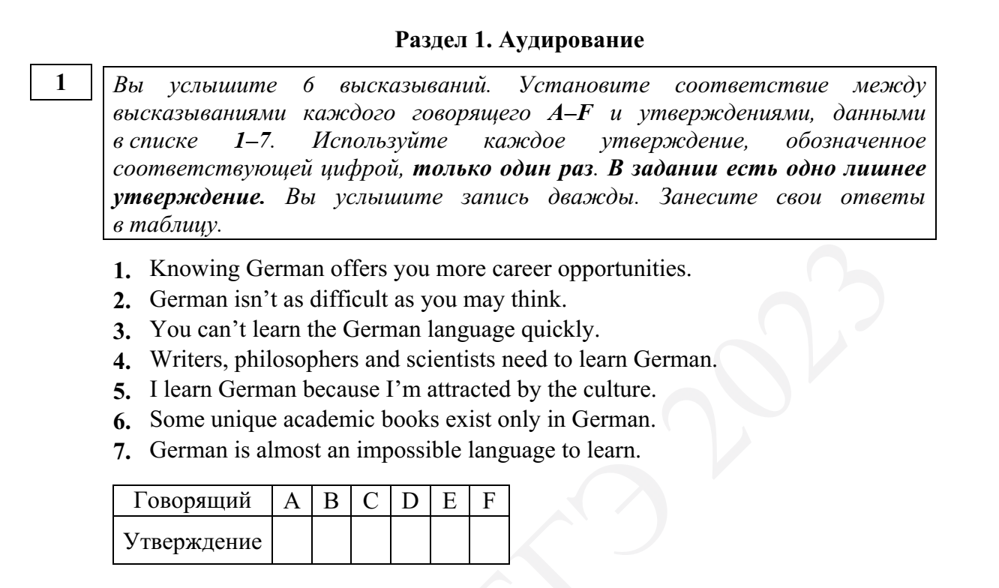 Раздел 1. Аудирование
1
Вы услышите 6 высказываний. Установите соответствие между
высказываниями каждого говорящего A–F и утверждениями, данными
в списке 1–7. Используйте каждое утверждение, обозначенное
соответствующей цифрой, только один раз. В задании есть одно лишнее
утверждение. Вы услышите запись дважды. Занесите свои ответы
в таблицу.
1. Knowing German offers you more career opportunities.
2. German isn’t as difficult as you may think.
3. You can’t learn the German language quickly.
4. Writers, philosophers and scientists need to learn German.
5. I learn German because I’m attracted by the culture.
6. Some unique academic books exist only in German.
7. German is almost an impossible language to learn.
Говорящий A B C D E F
Утверждение
ЕГЭ 2023